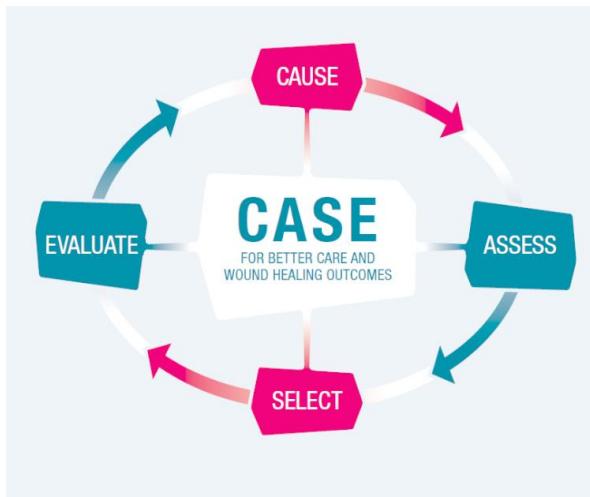 CAUSE
EVALUATE
CASE
FOR BETTER CARE AND
WOUND HEALING OUTCOMES
ASSESS
SELECT